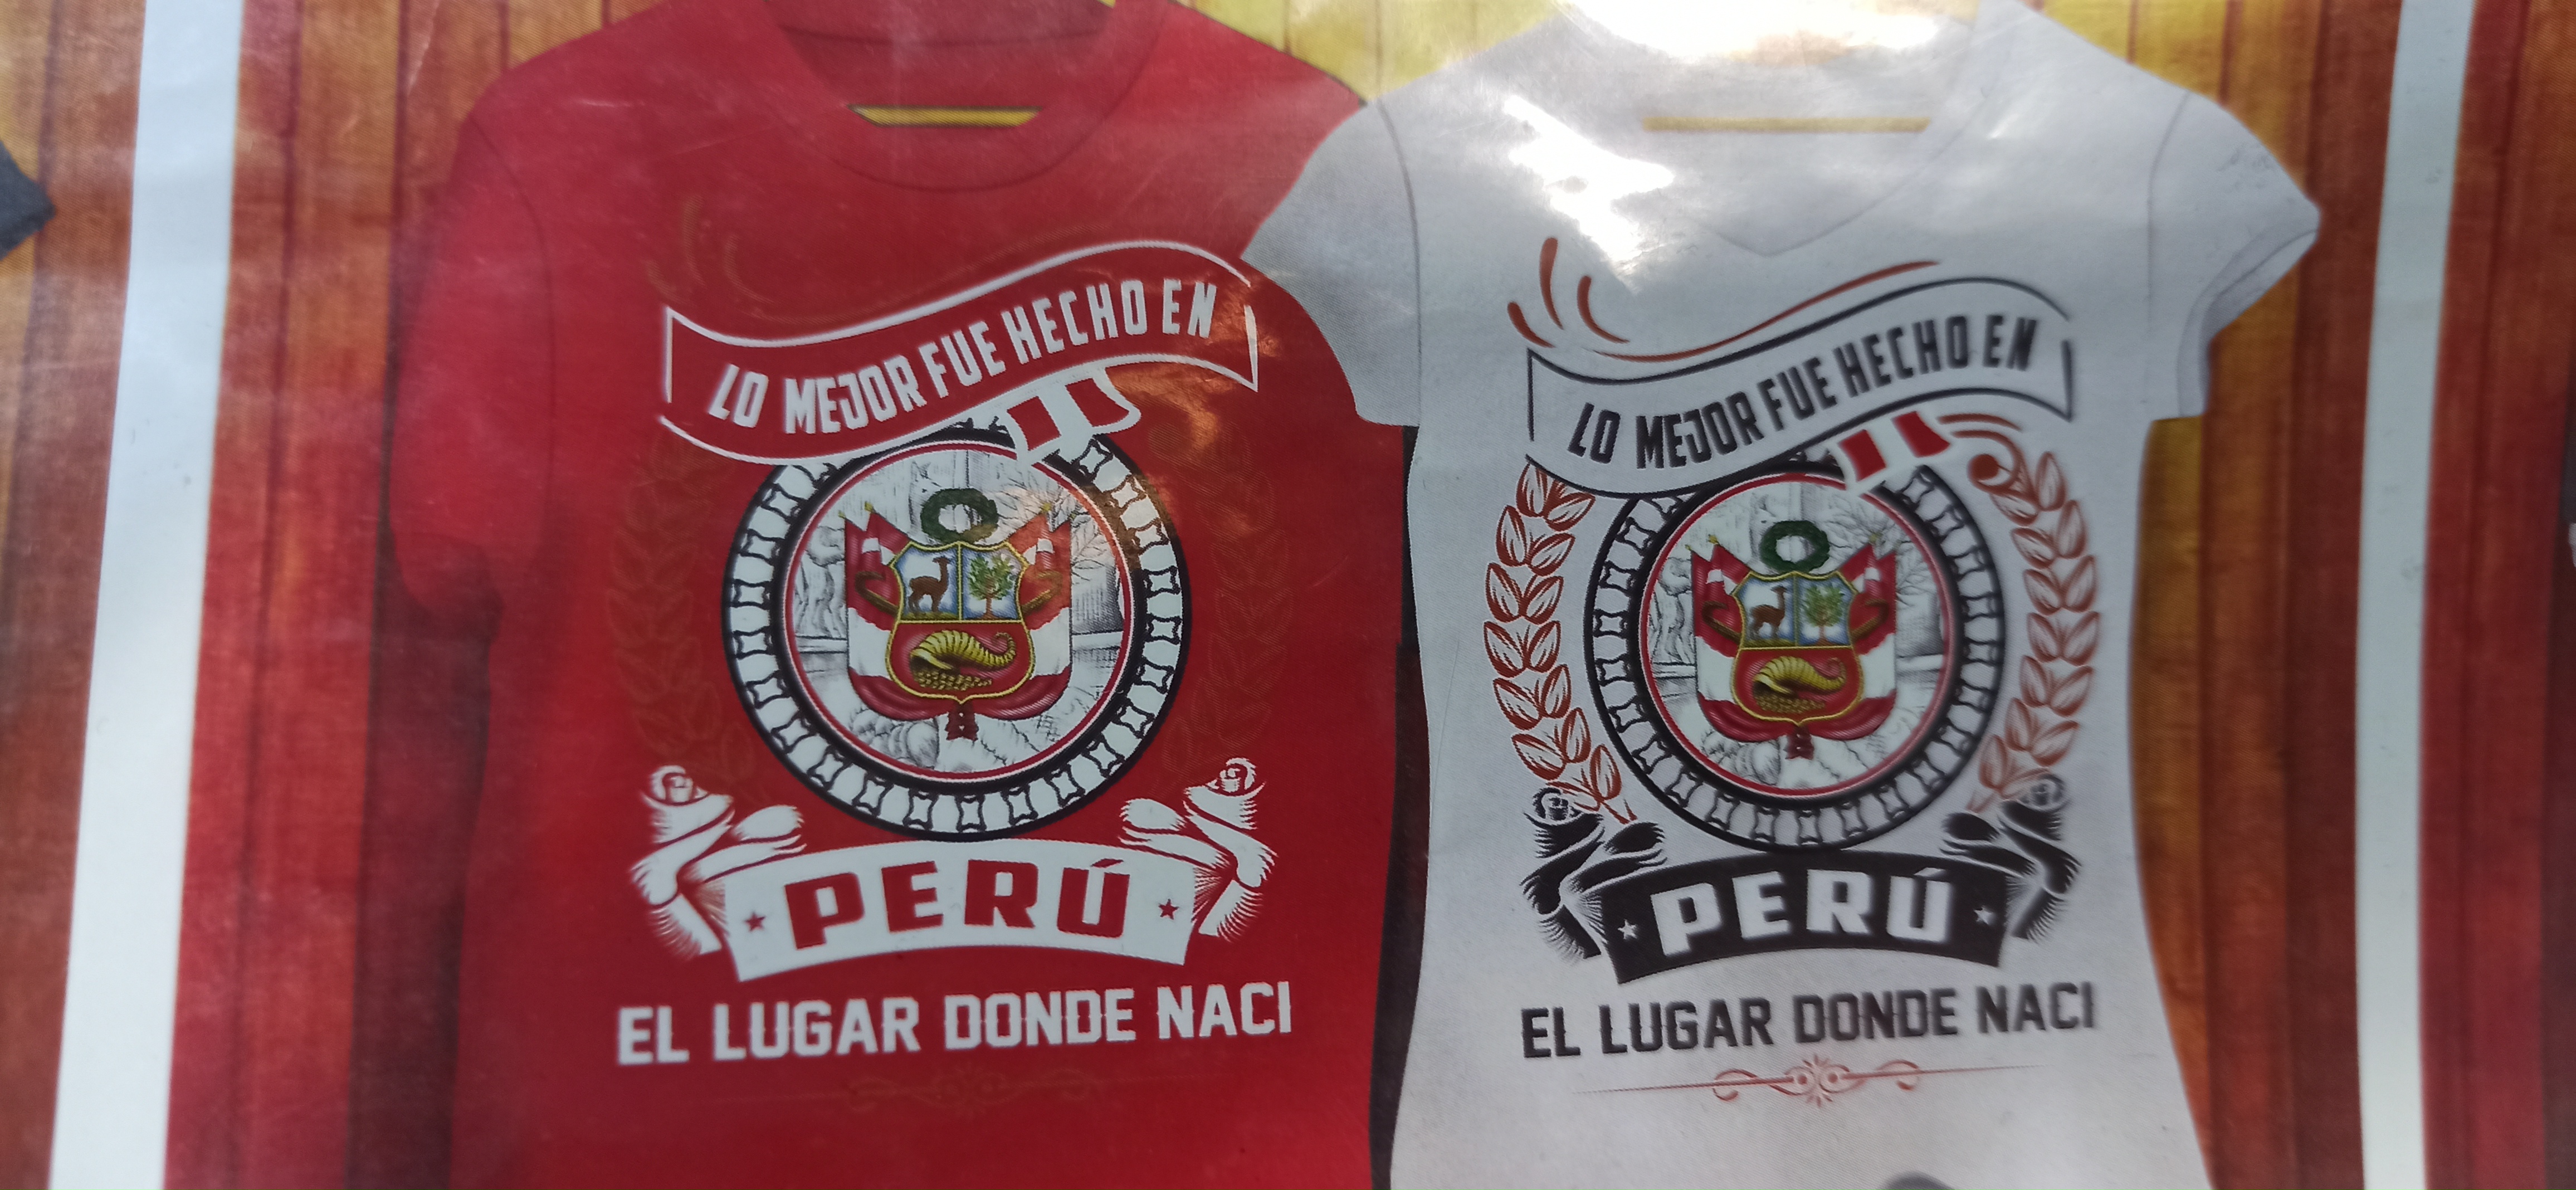 LO MEJOR FUE HECHO EN
PERÚ
EL LUGAR DONDE NACI
LO MEJOR FUE HECHO EN
PERÚ
EL LUGAR DONDE NACI